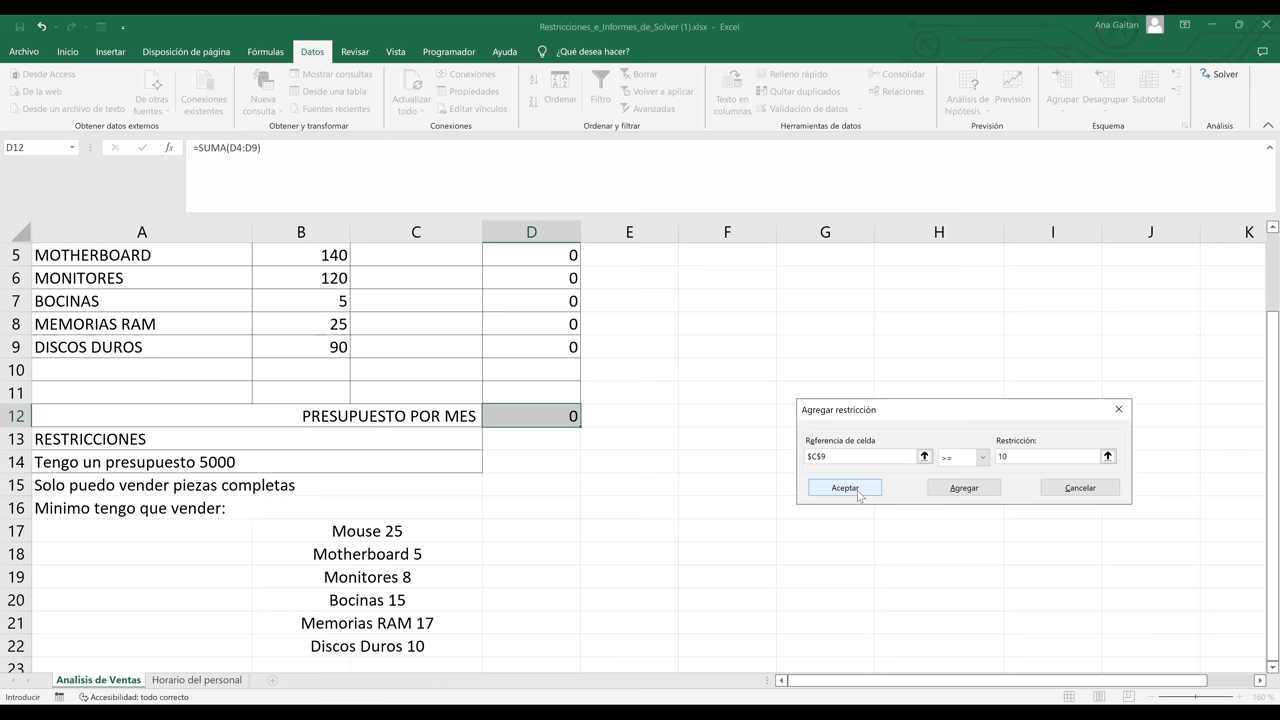 Restricciones_e_Informes_de_Solver (1).xlsx - Excel
Ana Gaitan
Archivo Inicio Insertar Disposición de página Fórmulas Datos Revisar Vista Programador Ayuda ¿Qué desea hacer?
Desde Access
De la web
Desde un archivo de texto
De otras fuentes
Conexiones existentes
Obtener datos externos
Nueva consulta
Mostrar consultas
Desde una tabla
Fuentes recientes
Obtener y transformar
Actualizar todo
Conexiones
Propiedades
Editar vínculos
Conexiones
Ordenar
Filtro
Borrar
Volver a aplicar
Avanzadas
Ordenar y filtrar
Texto en columnas
Relleno rápido
Quitar duplicados
Validación de datos
Consolidar
Relaciones
Herramientas de datos
Análisis de hipótesis
Previsión
Previsión
Agrupar
Desagrupar
Subtotal
Esquema
Solver
Análisis
D12 fx =SUMA(D4:D9)
A B C D E F G H I J K
5 MOTHERBOARD 140 0
6 MONITORES 120 0
7 BOCINAS 5 0
8 MEMORIAS RAM 25 0
9 DISCOS DUROS 90 0
10
11
12 PRESUPUESTO POR MES 0
13 RESTRICCIONES
14 Tengo un presupuesto 5000
15 Solo puedo vender piezas completas
16 Minimo tengo que vender:
17 Mouse 25
18 Motherboard 5
19 Monitores 8
20 Bocinas 15
21 Memorias RAM 17
22 Discos Duros 10
23
Agregar restricción
Referencia de celda Restricción:
$C$9 >= 10
Aceptar Agregar Cancelar
Analisis de Ventas Horario del personal
Introducir Accesibilidad: todo correcto 160 %